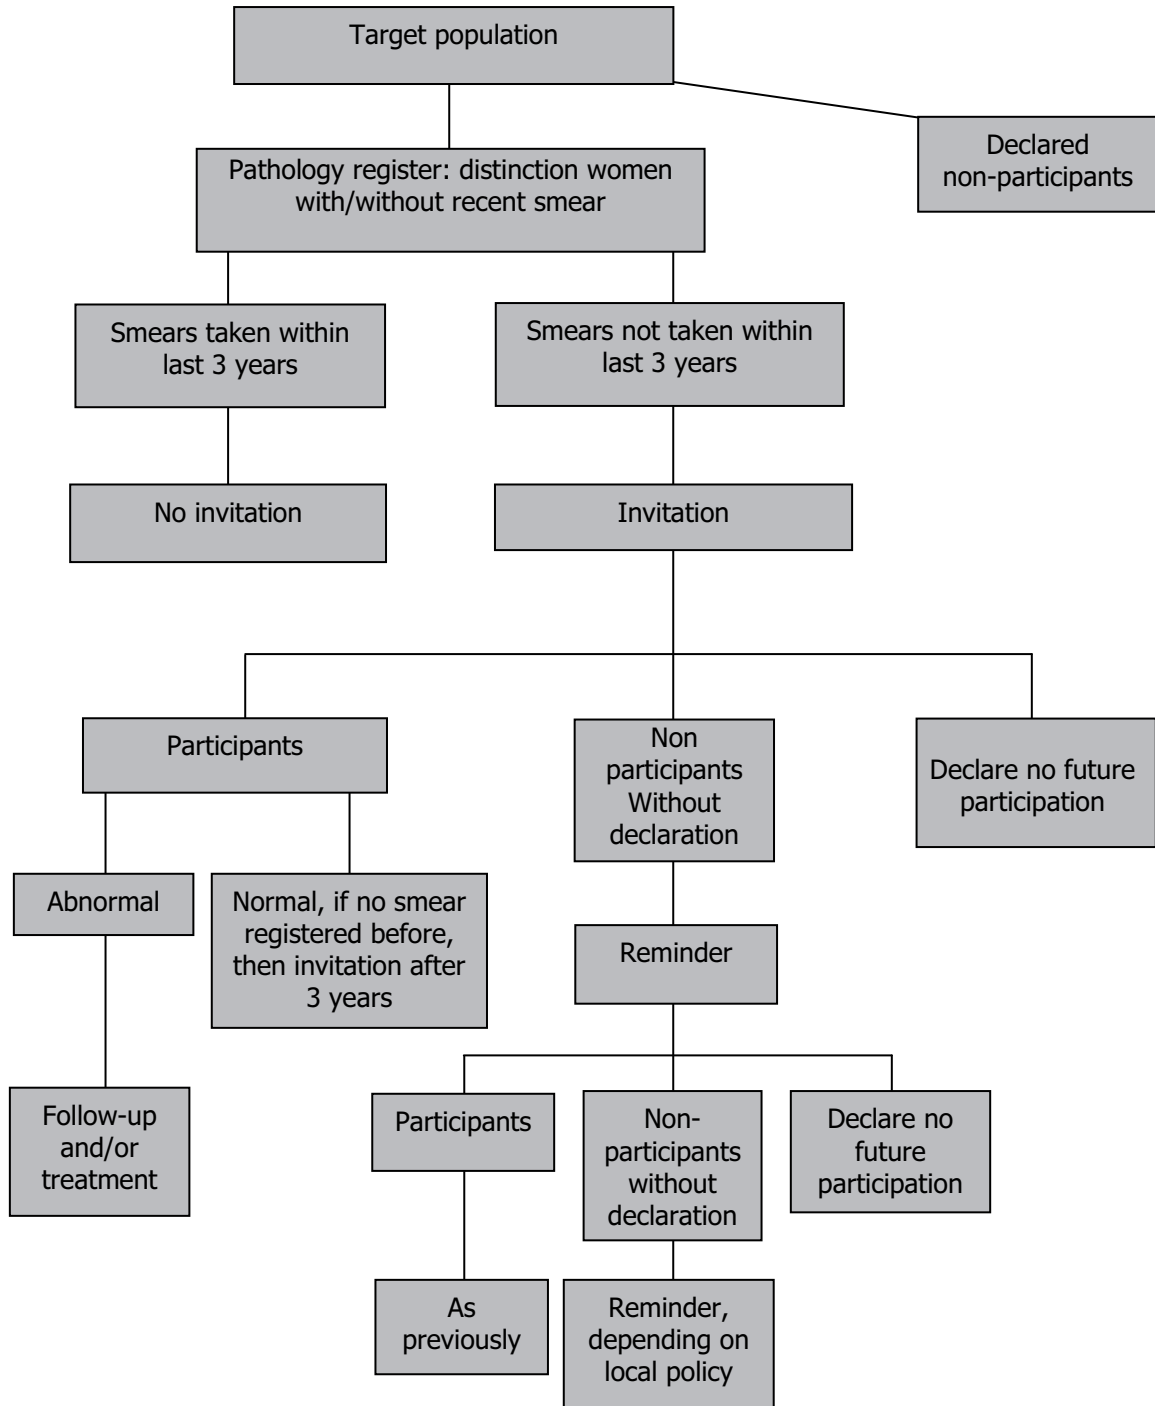 Target population
Declared
non-participants
Pathology register: distinction women
with/without recent smear
Smears taken within
last 3 years
Smears not taken within
last 3 years
No invitation
Invitation
Participants
Non
participants
Without
declaration
Declare no future
participation
Abnormal
Normal, if no smear
registered before,
then invitation after
3 years
Reminder
Follow-up
and/or
treatment
Participants
Non-
participants
without
declaration
Declare no
future
participation
As
previously
Reminder,
depending on
local policy